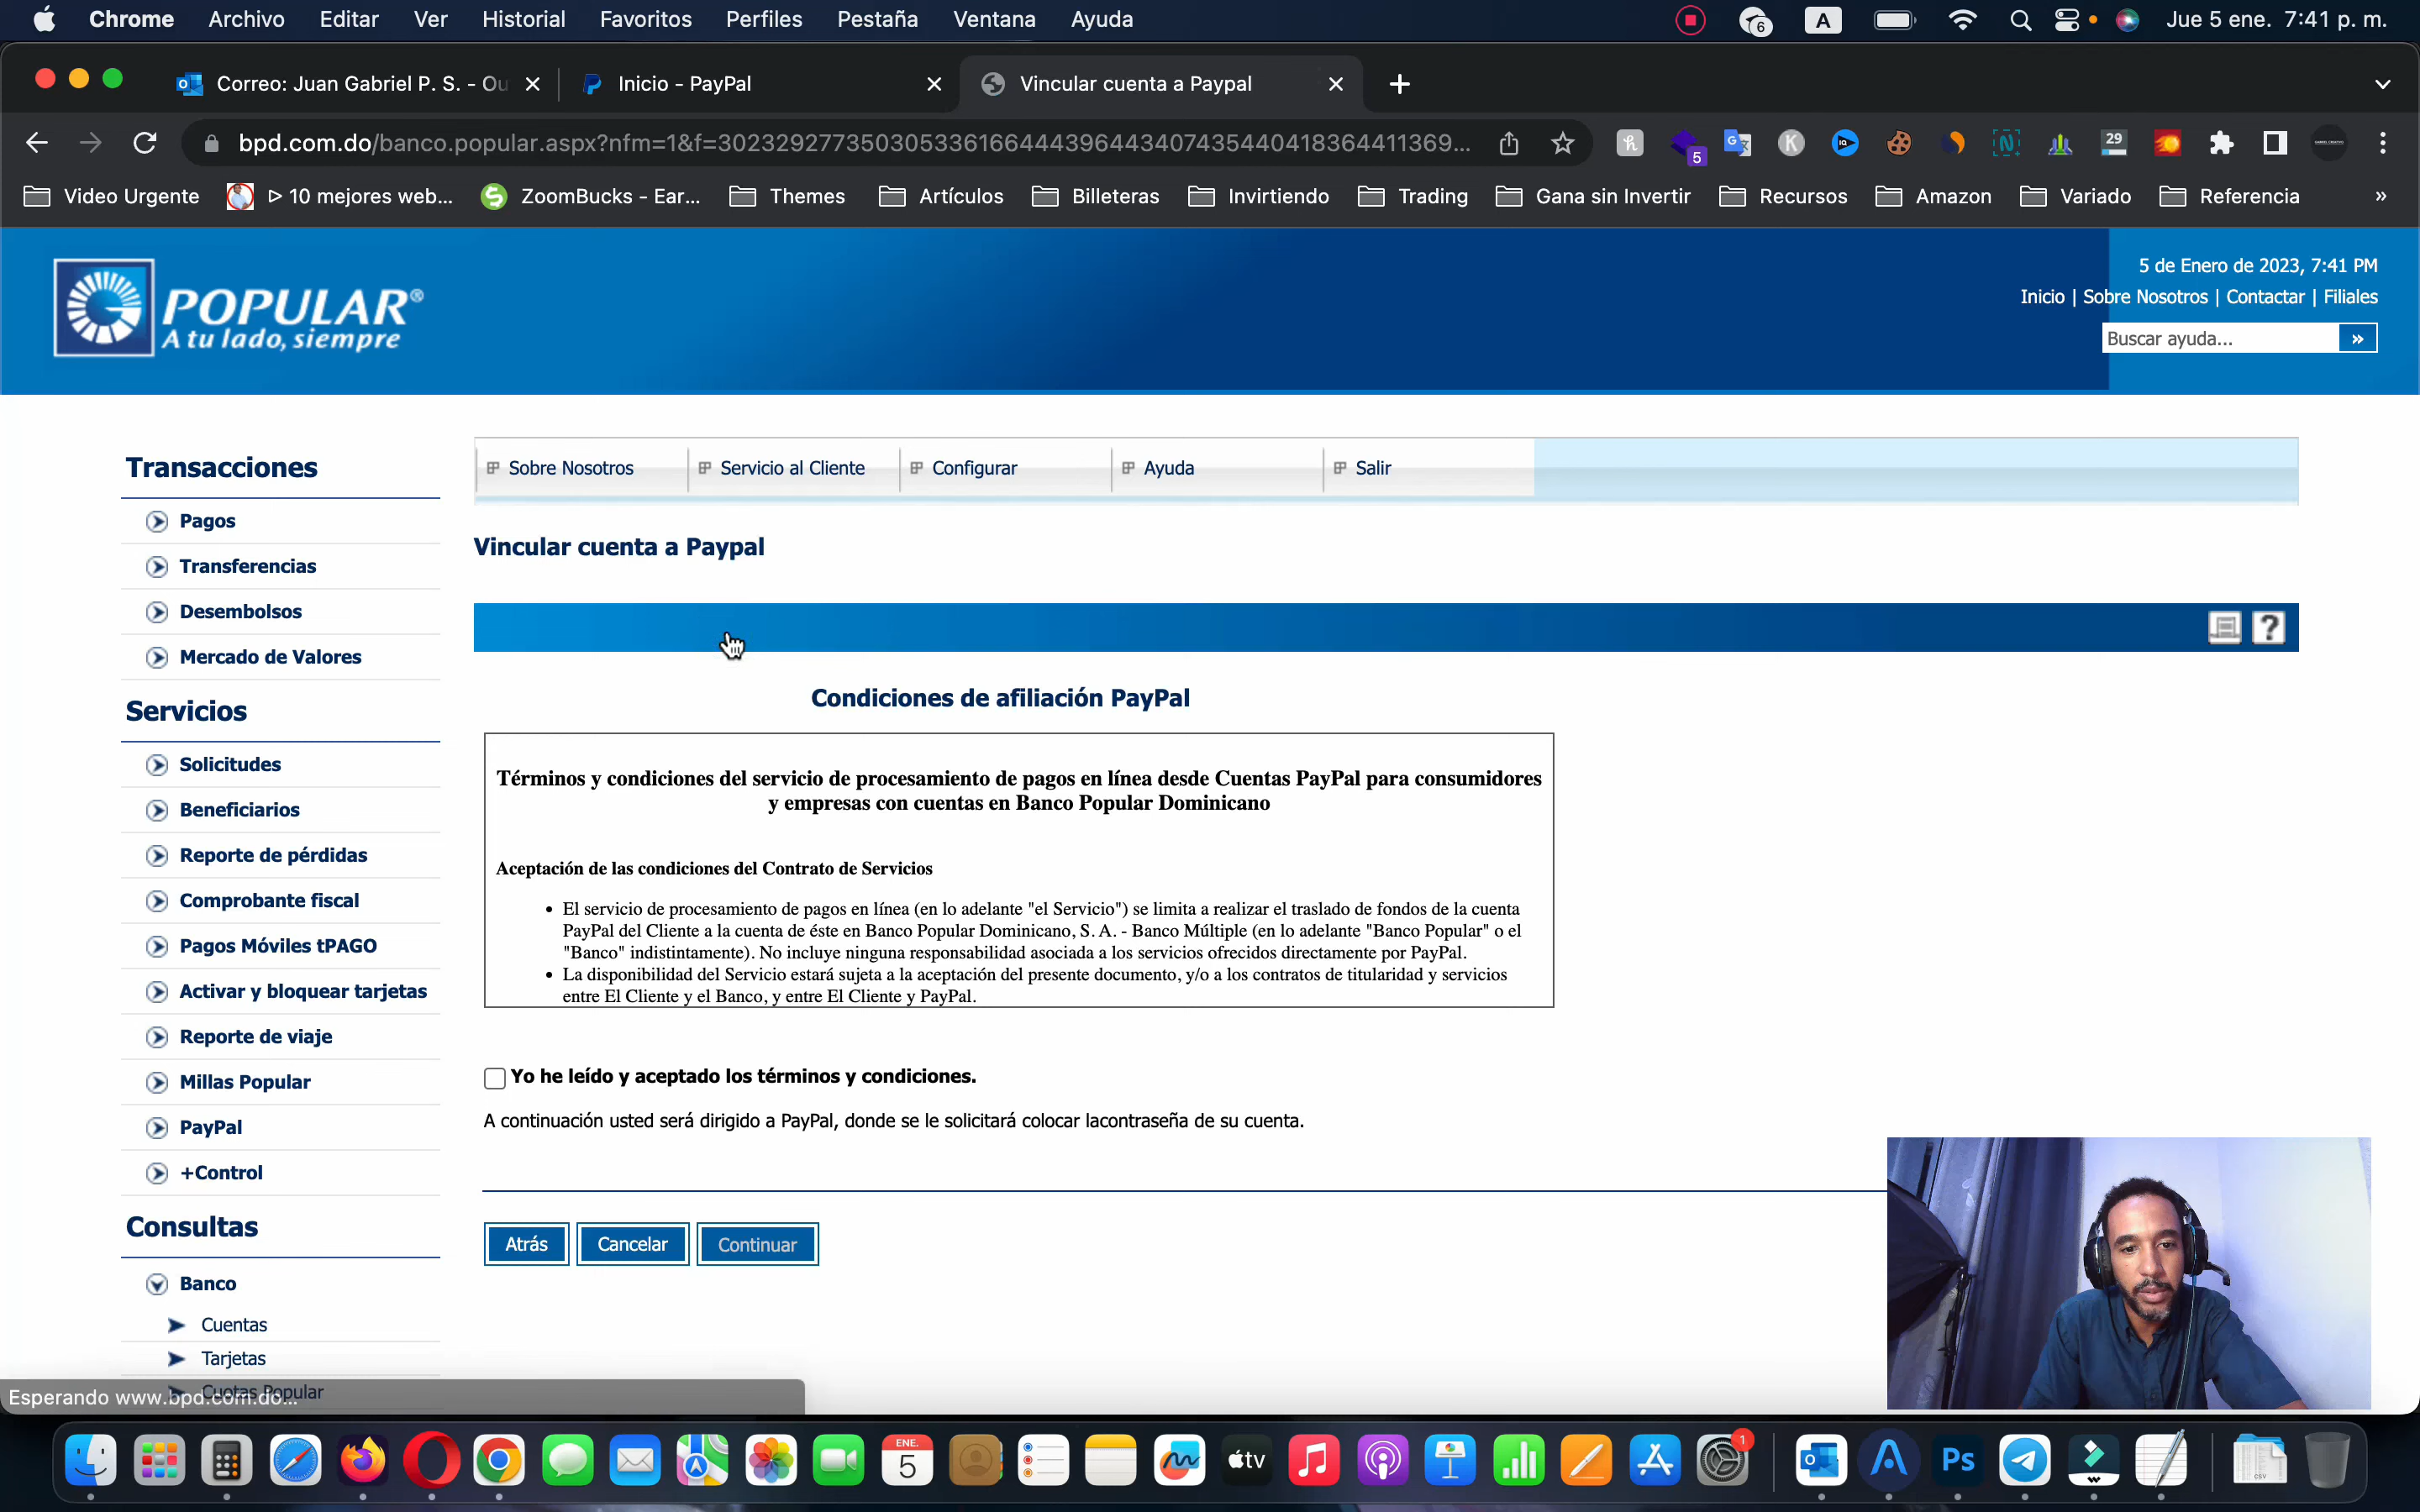 Chrome Archivo Editar Ver Historial Favoritos Perfiles Pestaña Ventana Ayuda 6 A Jue 5 ene. 7:41 p. m.
Correo: Juan Gabriel P. S. - Ou Inicio - PayPal Vincular cuenta a Paypal
bpd.com.do/banco.popular.aspx?nfm=1&f=30232927735030533616644439644340743544041836441136 9... 5 29
Video Urgente ᐅ 10 mejores web... ZoomBucks - Ear... Themes Artículos Billeteras Invirtiendo Trading Gana sin Invertir Recursos Amazon Variado Referencia »
POPULAR®
A tu lado, siempre
5 de Enero de 2023, 7:41 PM
Inicio | Sobre Nosotros | Contactar | Filiales
Buscar ayuda... »
Transacciones
Pagos
Transferencias
Desembolsos
Mercado de Valores
Servicios
Solicitudes
Beneficiarios
Reporte de pérdidas
Comprobante fiscal
Pagos Móviles tPAGO
Activar y bloquear tarjetas
Reporte de viaje
Millas Popular
PayPal
+Control
Consultas
Banco
Cuentas
Tarjetas
Cuotas Popular
Sobre Nosotros Servicio al Cliente Configurar Ayuda Salir
Vincular cuenta a Paypal
?
Condiciones de afiliación PayPal
Términos y condiciones del servicio de procesamiento de pagos en línea desde Cuentas PayPal para consumidores
y empresas con cuentas en Banco Popular Dominicano
Aceptación de las condiciones del Contrato de Servicios
• El servicio de procesamiento de pagos en línea (en lo adelante "el Servicio") se limita a realizar el traslado de fondos de la cuenta
PayPal del Cliente a la cuenta de éste en Banco Popular Dominicano, S.A. - Banco Múltiple (en lo adelante "Banco Popular" o el
"Banco" indistintamente). No incluye ninguna responsabilidad asociada a los servicios ofrecidos directamente por PayPal.
• La disponibilidad del Servicio estará sujeta a la aceptación del presente documento, y/o a los contratos de titularidad y servicios
entre El Cliente y el Banco, y entre El Cliente y PayPal.
Yo he leído y aceptado los términos y condiciones.
A continuación usted será dirigido a PayPal, donde se le solicitará colocar lacontraseña de su cuenta.
Atrás Cancelar Continuar
Esperando www.bpd.com.do...
ENE.
5
tv
1
Ps